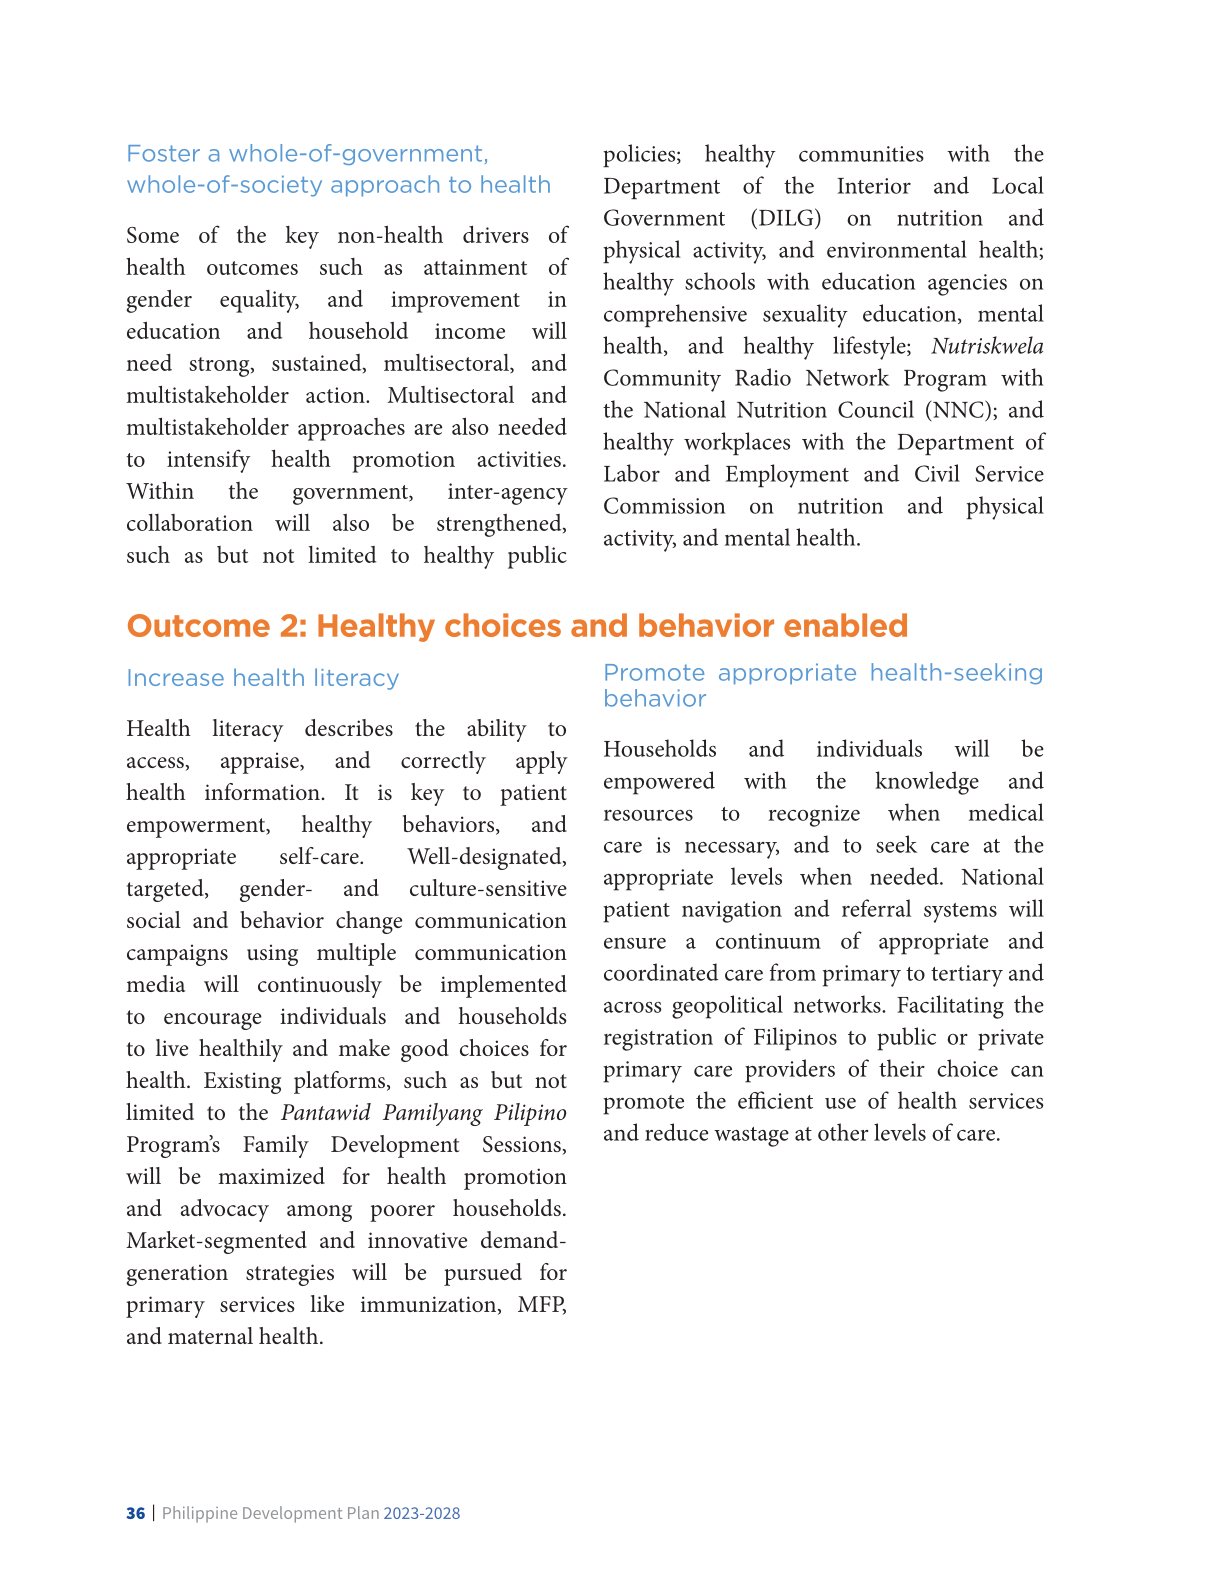 Foster a whole-of-government,
whole-of-society approach to health
Some of the key non-health drivers of
health outcomes such as attainment of
gender equality, and improvement in
education and household income will
need strong, sustained, multisectoral, and
multistakeholder action. Multisectoral and
multistakeholder approaches are also needed
to intensify health promotion activities.
Within the government, inter-agency
collaboration will also be strengthened,
such as but not limited to healthy public
policies; healthy communities with the
Department of the Interior and Local
Government (DILG) on nutrition and
physical activity, and environmental health;
healthy schools with education agencies on
comprehensive sexuality education, mental
health, and healthy lifestyle; Nutriskwela
Community Radio Network Program with
the National Nutrition Council (NNC); and
healthy workplaces with the Department of
Labor and Employment and Civil Service
Commission on nutrition and physical
activity, and mental health.
Outcome 2: Healthy choices and behavior enabled
Increase health literacy
Health literacy describes the ability to
access, appraise, and correctly apply
health information. It is key to patient
empowerment, healthy behaviors, and
appropriate self-care. Well-designated,
targeted, gender- and culture-sensitive
social and behavior change communication
campaigns using multiple communication
media will continuously be implemented
to encourage individuals and households
to live healthily and make good choices for
health. Existing platforms, such as but not
limited to the Pantawid Pamilyang Pilipino
Program's Family Development Sessions,
will be maximized for health promotion
and advocacy among poorer households.
Market-segmented and innovative demand-
generation strategies will be pursued for
primary services like immunization, MFP,
and maternal health.
Promote appropriate health-seeking
behavior
Households and individuals will be
empowered with the knowledge and
resources to recognize when medical
care is necessary, and to seek care at the
appropriate levels when needed. National
patient navigation and referral systems will
ensure a continuum of appropriate and
coordinated care from primary to tertiary and
across geopolitical networks. Facilitating the
registration of Filipinos to public or private
primary care providers of their choice can
promote the efficient use of health services
and reduce wastage at other levels of care.
36 | Philippine Development Plan 2023-2028